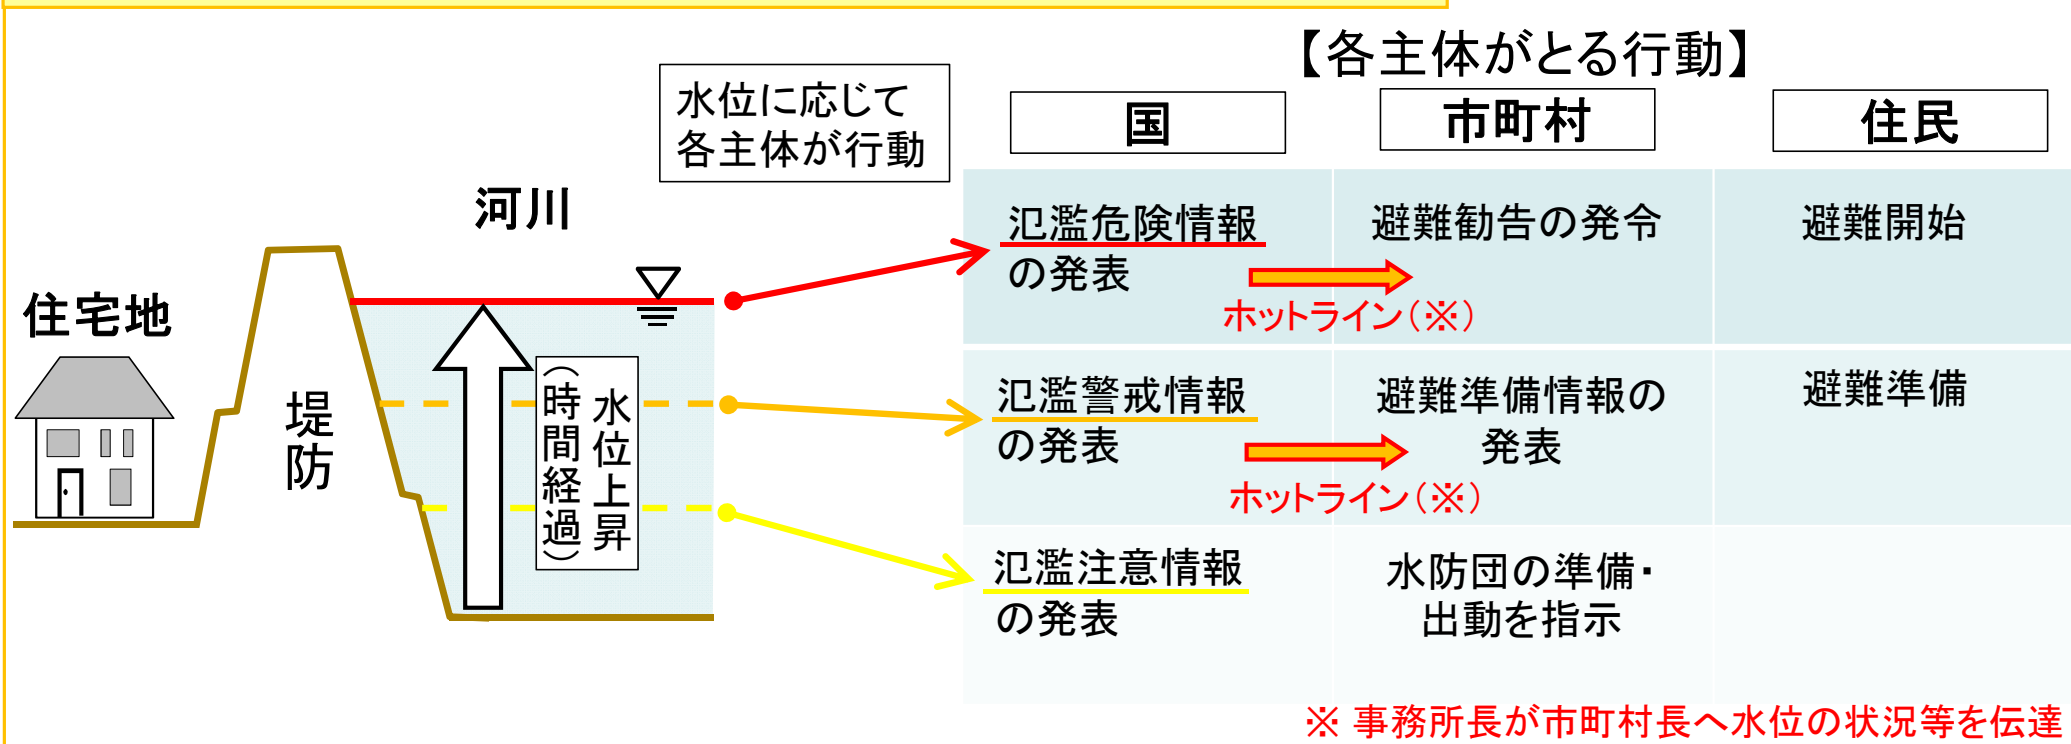 【各主体がとる行動】
水位に応じて
各主体が行動
国
市町村
住民
河川
住宅地
堤防
水位上昇
（時間経過）
氾濫危険情報
の発表
避難勧告の発令
避難開始
ホットライン（※）
氾濫警戒情報
の発表
避難準備情報の
発表
避難準備
ホットライン（※）
氾濫注意情報
の発表
水防団の準備・
出動を指示
※ 事務所長が市町村長へ水位の状況等を伝達